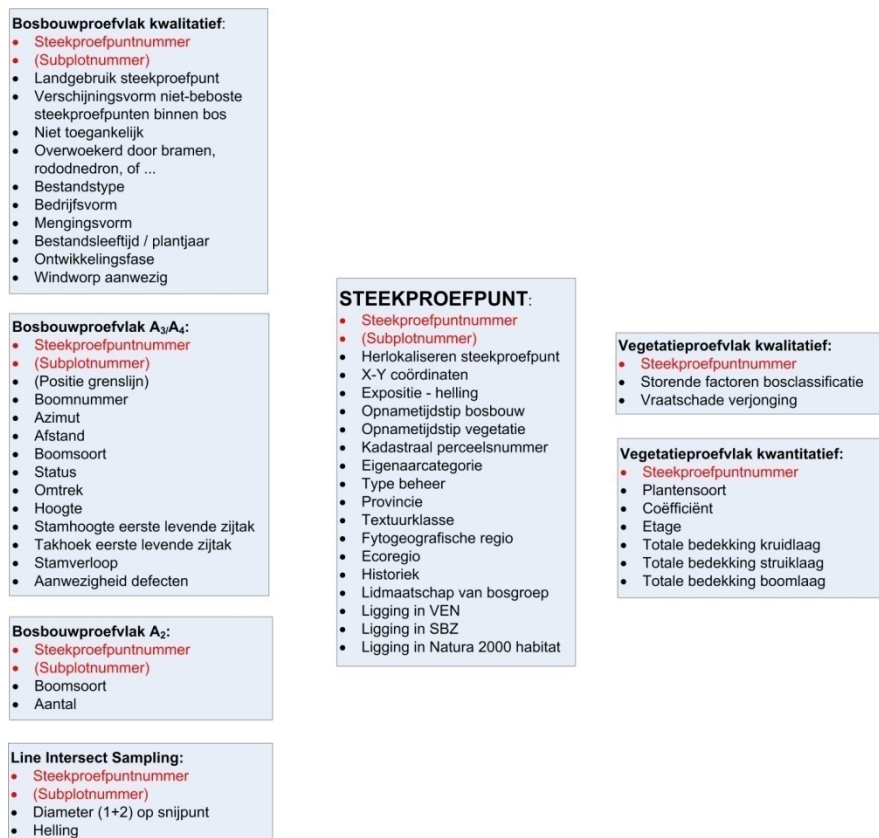 Bosbouwproefvlak kwalitatief:
• Steekproefpuntnummer
• (Subplotnummer)
• Landgebruik steekproefpunt
• Verschijningsvorm niet-beboste
steekproefpunten binnen bos
• Niet toegankelijk
• Overwoekerd door bramen,
rododnedron, of ...
• Bestandstype
• Bedrijfsvorm
• Mengingsvorm
• Bestandsleeftijd / plantjaar
• Ontwikkelingsfase
• Windworp aanwezig
Bosbouwproefvlak A3/A4:
• Steekproefpuntnummer
• (Subplotnummer)
• (Positie grenslijn)
• Boomnummer
• Azimut
• Afstand
• Boomsoort
• Status
• Omtrek
• Hoogte
• Stamhoogte eerste levende zijtak
• Takhoek eerste levende zijtak
• Stamverloop
• Aanwezigheid defecten
Bosbouwproefvlak A2:
• Steekproefpuntnummer
• (Subplotnummer)
• Boomsoort
• Aantal
Line Intersect Sampling:
• Steekproefpuntnummer
• (Subplotnummer)
• Diameter (1+2) op snijpunt
• Helling
STEEKPROEFPUNT:
• Steekproefpuntnummer
• (Subplotnummer)
• Herlokaliseren steekproefpunt
• X-Y coördinaten
• Expositie - helling
• Opnametijdstip bosbouw
• Opnametijdstip vegetatie
• Kadastraal perceelsnummer
• Eigenaarcategorie
• Type beheer
• Provincie
• Textuurklasse
• Fytogeografische regio
• Ecoregio
• Historiek
• Lidmaatschap van bosgroep
• Ligging in VEN
• Ligging in SBZ
• Ligging in Natura 2000 habitat
Vegetatieproefvlak kwalitatief:
• Steekproefpuntnummer
• Storende factoren bosclassificatie
• Vraatschade verjonging
Vegetatieproefvlak kwantitatief:
• Steekproefpuntnummer
• Plantensoort
• Coëfficiënt
• Etage
• Totale bedekking kruidlaag
• Totale bedekking struiklaag
• Totale bedekking boomlaag